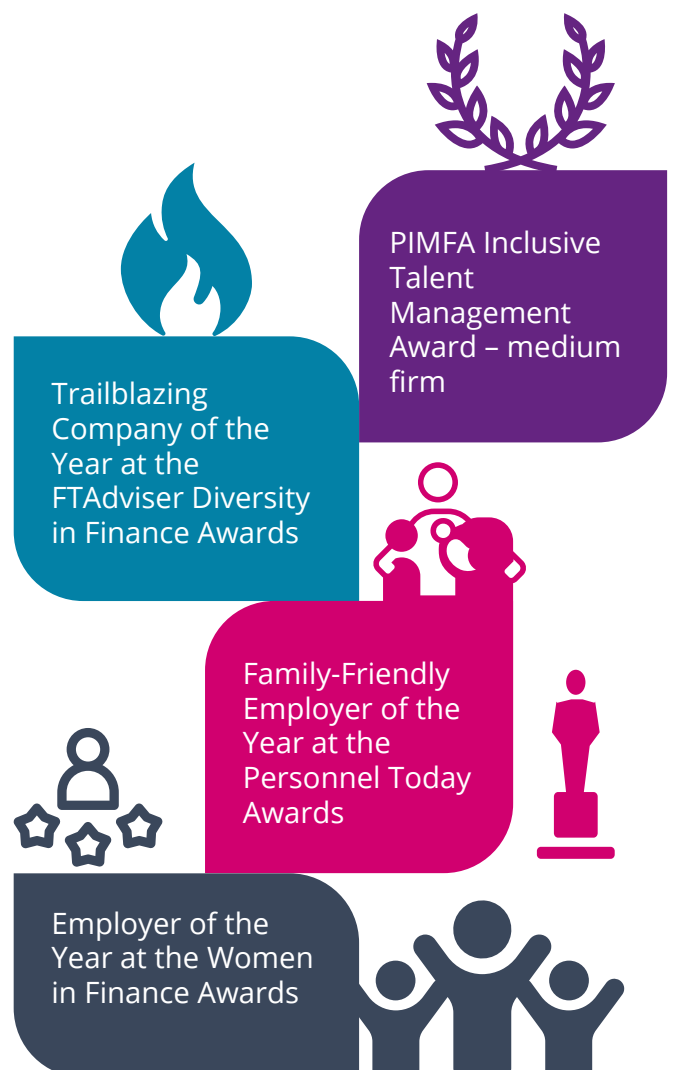 PIMFA Inclusive
Talent
Management
Award – medium
firm
Trailblazing
Company of the
Year at the
FTAdviser Diversity
in Finance Awards
Family-Friendly
Employer of the
Year at the
Personnel Today
Awards
Employer of the
Year at the Women
in Finance Awards